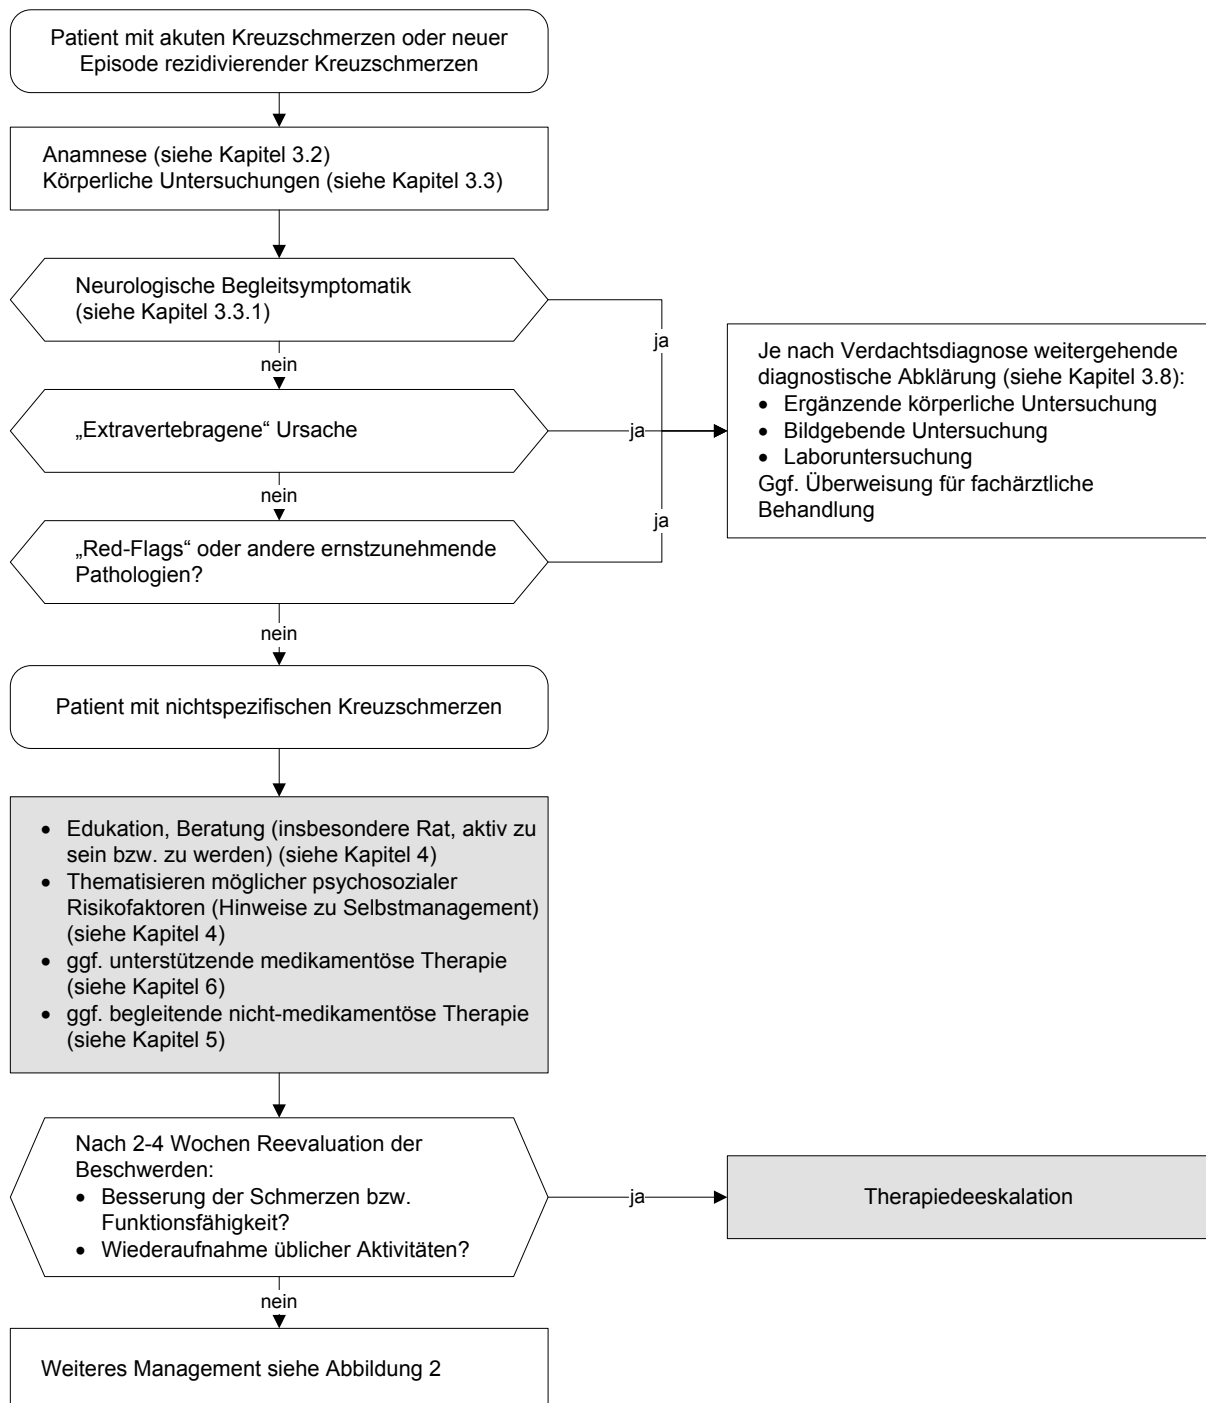 Patient mit akuten Kreuzschmerzen oder neuer
Episode rezidivierender Kreuzschmerzen
Anamnese (siehe Kapitel 3.2)
Körperliche Untersuchungen (siehe Kapitel 3.3)
Neurologische Begleitsymptomatik
(siehe Kapitel 3.3.1)
ja
nein
„Extravertebragene“ Ursache
ja
nein
„Red-Flags“ oder andere ernstzunehmende
Pathologien?
ja
nein
Je nach Verdachtsdiagnose weitergehende
diagnostische Abklärung (siehe Kapitel 3.8):
• Ergänzende körperliche Untersuchung
• Bildgebende Untersuchung
• Laboruntersuchung
Ggf. Überweisung für fachärztliche
Behandlung
Patient mit nichtspezifischen Kreuzschmerzen
• Edukation, Beratung (insbesondere Rat, aktiv zu
sein bzw. zu werden) (siehe Kapitel 4)
• Thematisieren möglicher psychosozialer
Risikofaktoren (Hinweise zu Selbstmanagement)
(siehe Kapitel 4)
• ggf. unterstützende medikamentöse Therapie
(siehe Kapitel 6)
• ggf. begleitende nicht-medikamentöse Therapie
(siehe Kapitel 5)
Nach 2-4 Wochen Reevaluation der
Beschwerden:
• Besserung der Schmerzen bzw.
Funktionsfähigkeit?
• Wiederaufnahme üblicher Aktivitäten?
ja
Therapiedeeskalation
nein
Weiteres Management siehe Abbildung 2